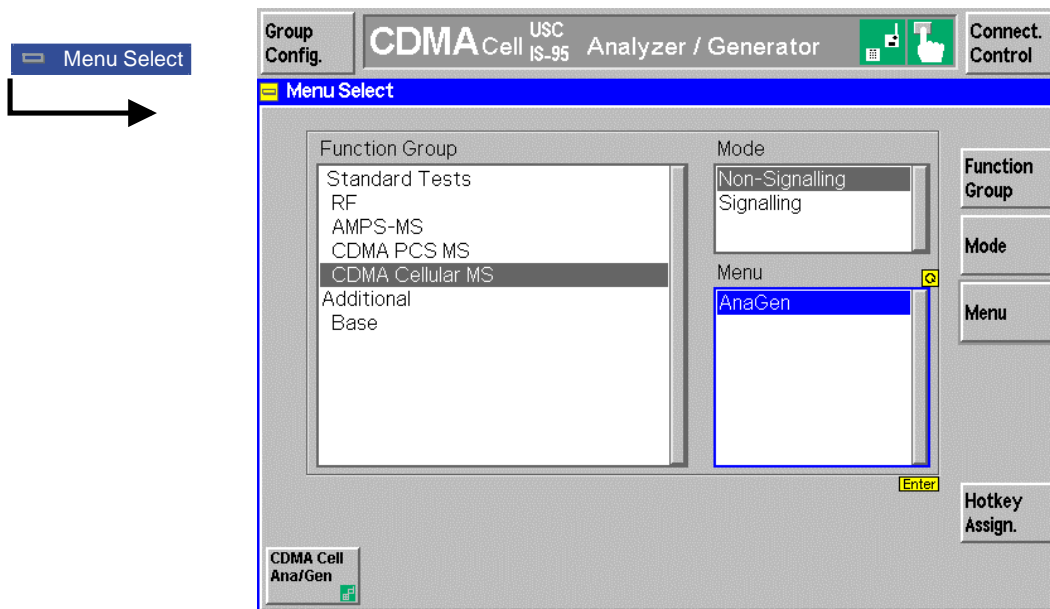 Menu Select
Group
Config.
CDMA Cell USC IS-95 Analyzer / Generator
Connect.
Control
Menu Select
Function Group
Standard Tests
RF
AMPS-MS
CDMA PCS MS
CDMA Cellular MS
Additional
Base
Mode
Non-Signalling
Signalling
Menu
AnaGen
Enter
Function
Group
Mode
Menu
Hotkey
Assign.
CDMA Cell
Ana/Gen